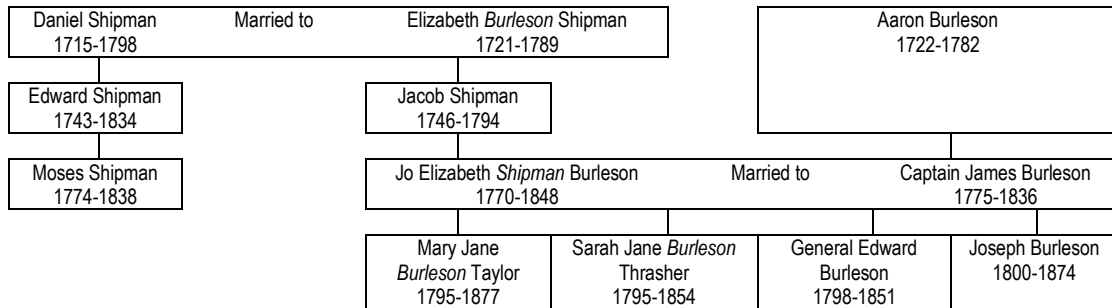 Daniel Shipman Married to Elizabeth Burleson Shipman
1715-1798 1721-1789
Aaron Burleson
1722-1782
Edward Shipman
1743-1834
Jacob Shipman
1746-1794
Moses Shipman
1774-1838
Jo Elizabeth Shipman Burleson Married to Captain James Burleson
1770-1848 1775-1836
Mary Jane
Burleson Taylor
1795-1877
Sarah Jane Burleson
Thrasher
1795-1854
General Edward
Burleson
1798-1851
Joseph Burleson
1800-1874